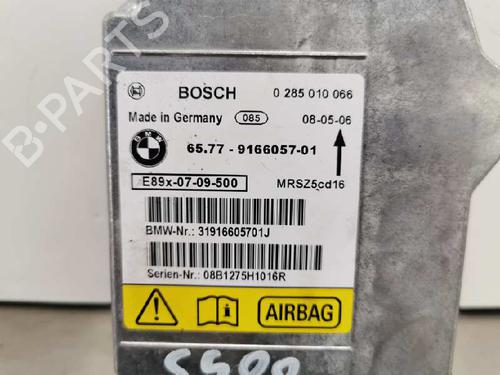 B-PARTS
BOSCH 0 285 010 066
Made in Germany 085 08-05-06
BMW 65.77 - 9166057-01
E89x-07-09-500 MRSZ5cd16
BMW-Nr.: 31916605701J
Serien-Nr.: 08B1275H1016R
AIRBAG